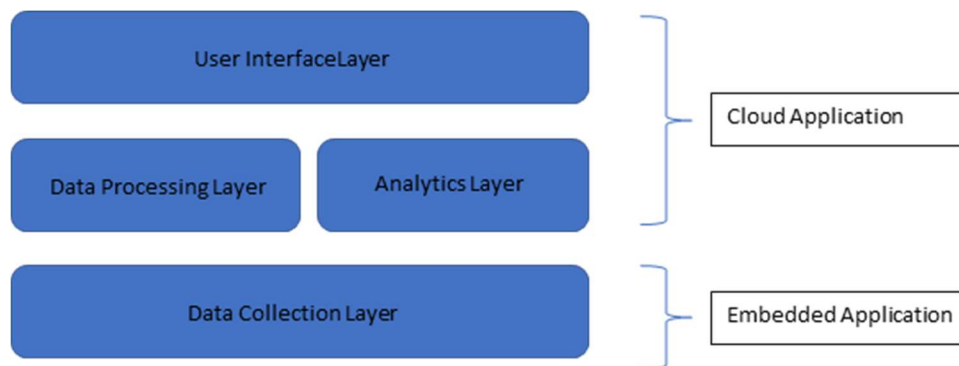 User InterfaceLayer
Cloud Application
Data Processing Layer
Analytics Layer
Data Collection Layer
Embedded Application